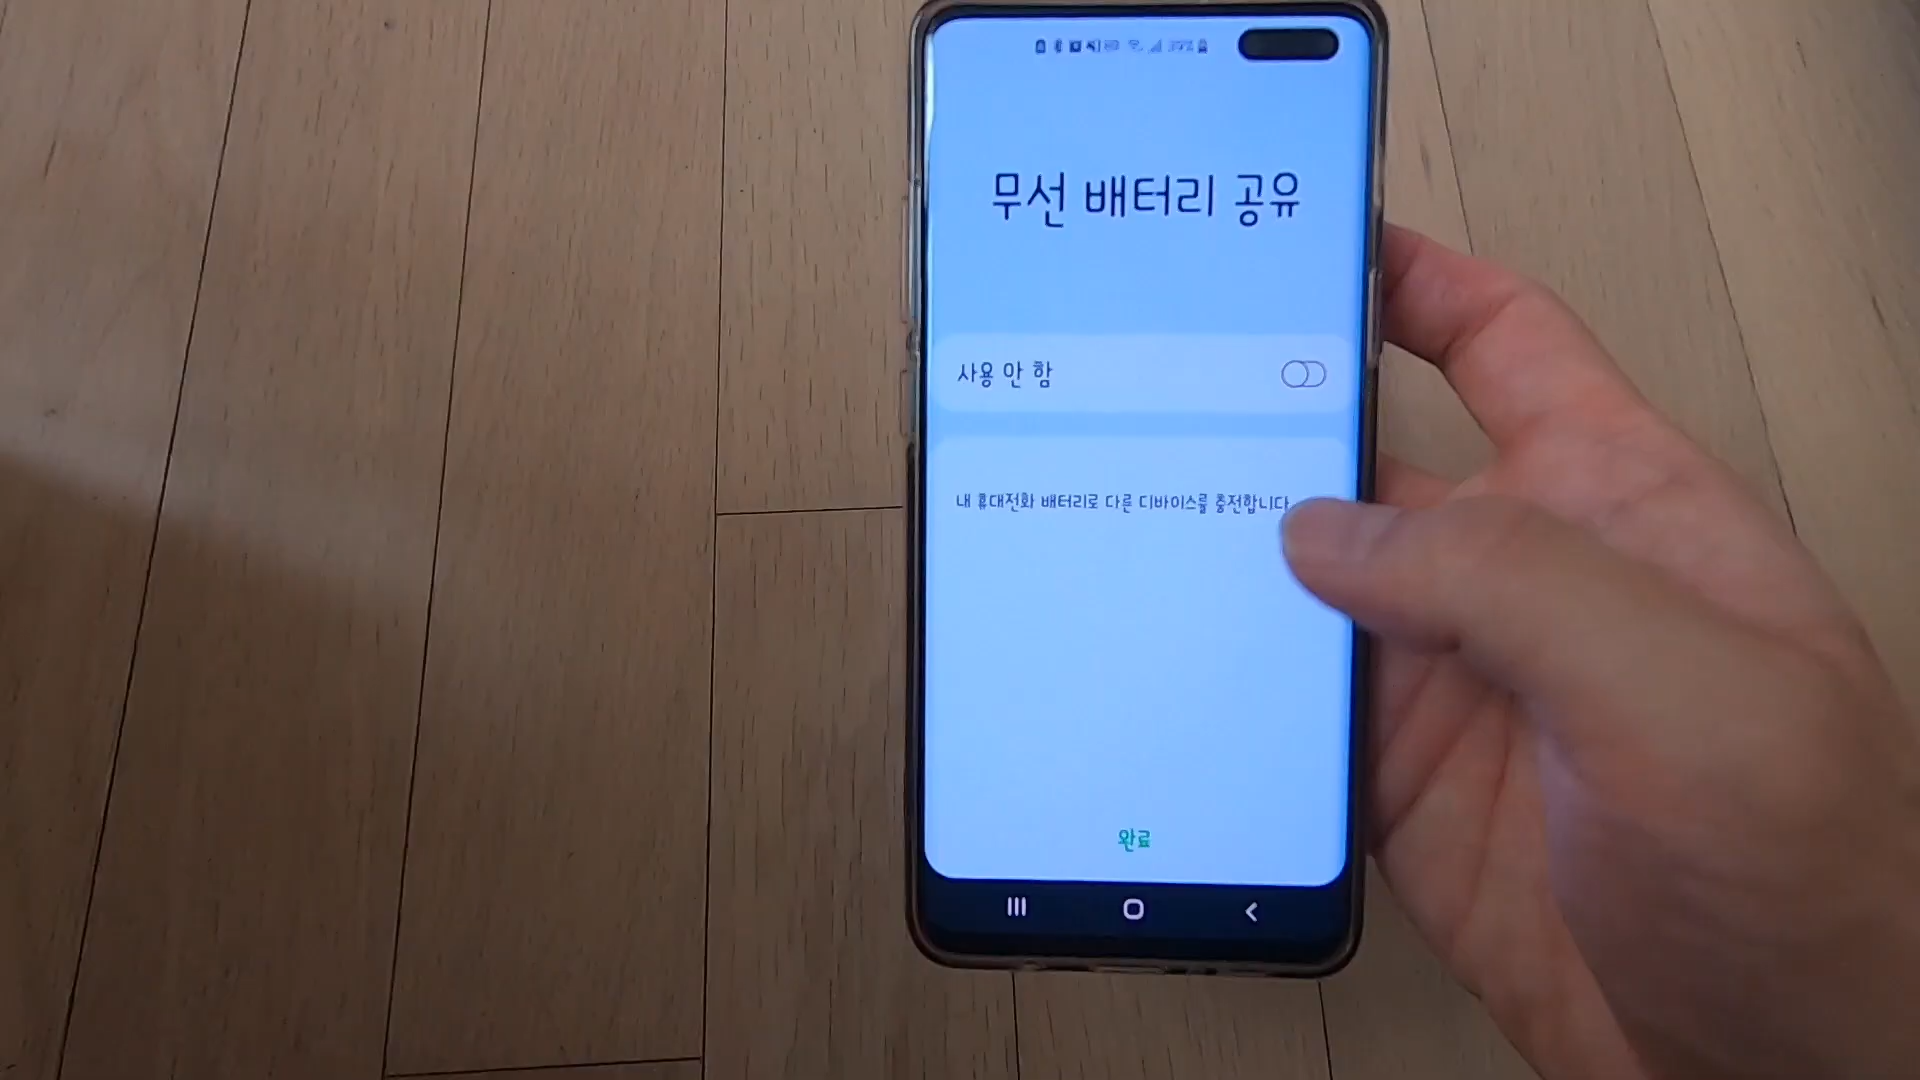 무선 배터리 공유
사용 안 함
내 휴대전화 배터리로 다른 디바이스를 충전합니다.
완료